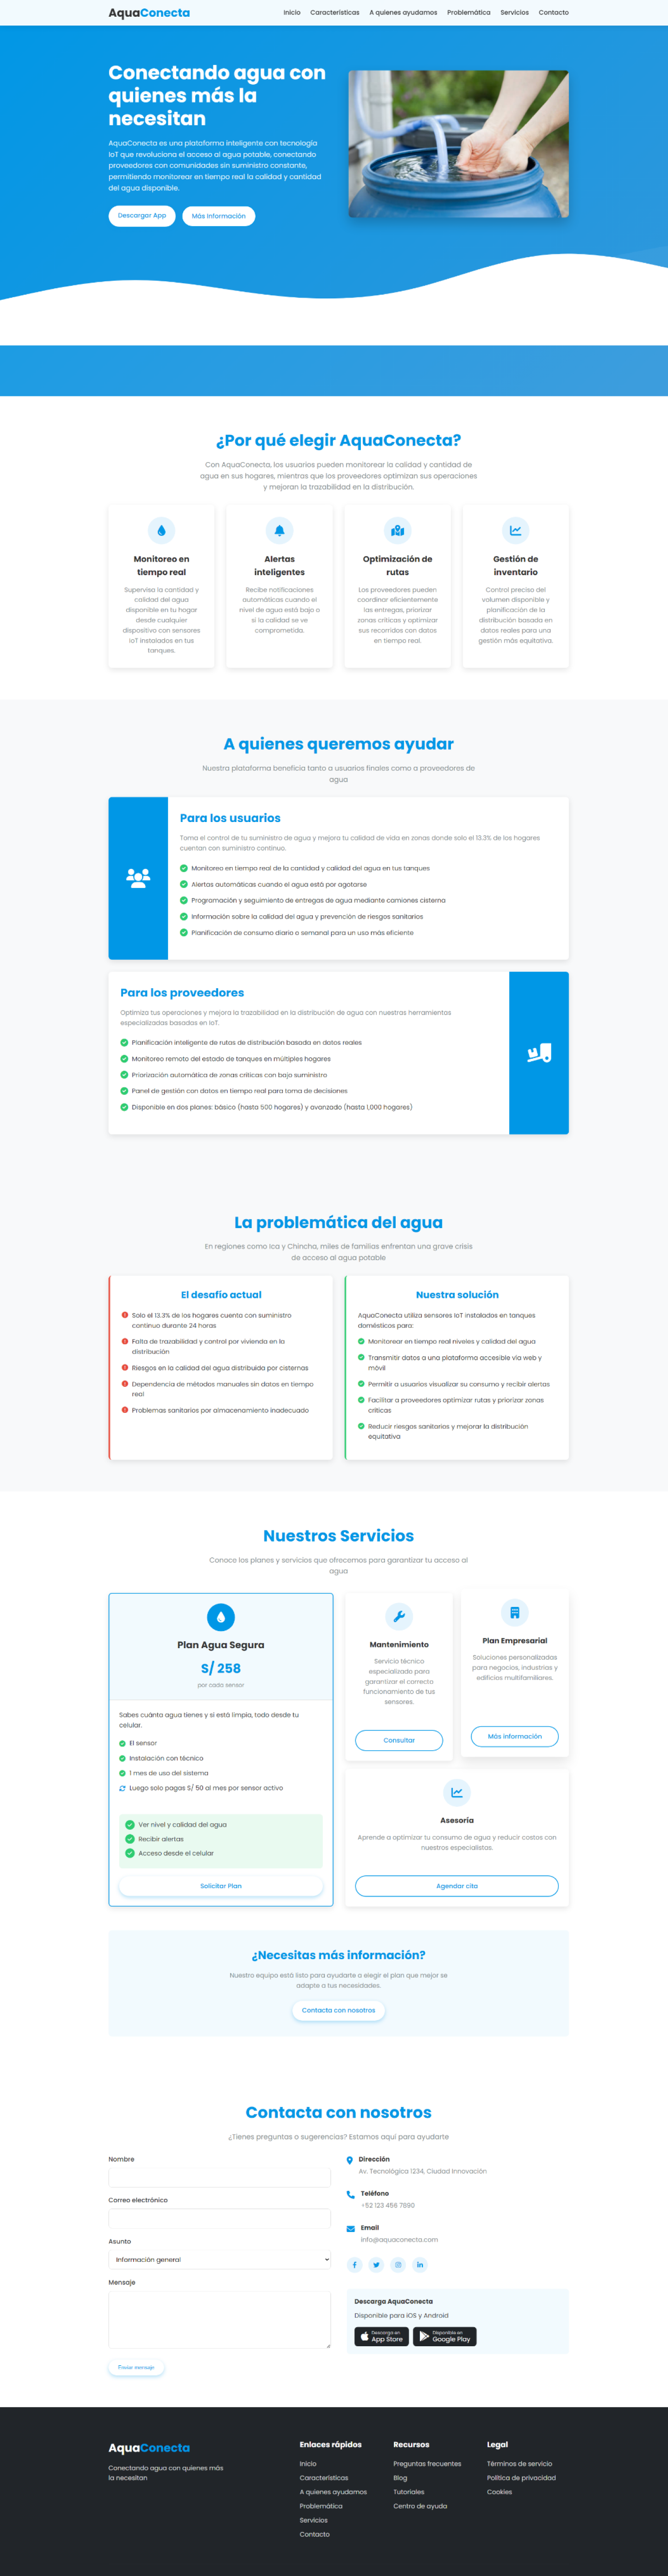 AquaConecta
Inicio Características A quienes ayudamos Problemática Servicios Contacto
Conectando agua con
quienes más la
necesitan
AquaConecta es una plataforma inteligente con tecnología
IoT que revoluciona el acceso al agua potable, conectando
proveedores con comunidades sin suministro constante,
permitiendo monitorear en tiempo real la calidad y cantidad
del agua disponible.
Descargar App Más Información
¿Por qué elegir AquaConecta?
Con AquaConecta, los usuarios pueden monitorear la calidad y cantidad de
agua en sus hogares, mientras que los proveedores optimizan sus operaciones
y mejoran la trazabilidad en la distribución.
Monitoreo en
tiempo real
Supervisa la cantidad y
calidad del agua
disponible en tu hogar
desde cualquier
dispositivo con sensores
IoT instalados en tus
tanques.
Alertas
inteligentes
Recibe notificaciones
automáticas cuando el
nivel de agua está bajo o
si la calidad se ve
comprometida.
Optimización de
rutas
Los proveedores pueden
coordinar eficientemente
las entregas, priorizar
zonas críticas y optimizar
sus recorridos con datos
en tiempo real.
Gestión de
inventario
Control preciso del
volumen disponible y
planificación de la
distribución basada en
datos reales para una
gestión más equitativa.
A quienes queremos ayudar
Nuestra plataforma beneficia tanto a usuarios finales como a proveedores de
agua
Para los usuarios
Toma el control de tu suministro de agua y mejora tu calidad de vida en zonas donde solo el 13.3% de los hogares
cuentan con suministro continuo.
Monitoreo en tiempo real de la cantidad y calidad del agua en tus tanques
Alertas automáticas cuando el agua está por agotarse
Programación y seguimiento de entregas de agua mediante camiones cisterna
Información sobre la calidad del agua y prevención de riesgos sanitarios
Planificación de consumo diario o semanal para un uso más eficiente
Para los proveedores
Optimiza tus operaciones y mejora la trazabilidad en la distribución de agua con nuestras herramientas
especializadas basadas en IoT.
Planificación inteligente de rutas de distribución basada en datos reales
Monitoreo remoto del estado de tanques en múltiples hogares
Priorización automática de zonas críticas con bajo suministro
Panel de gestión con datos en tiempo real para toma de decisiones
Disponible en dos planes: básico (hasta 500 hogares) y avanzado (hasta 1,000 hogares)
La problemática del agua
En regiones como Ica y Chincha, miles de familias enfrentan una grave crisis
de acceso al agua potable
El desafío actual
Solo el 13.3% de los hogares cuenta con suministro
continuo durante 24 horas
Falta de trazabilidad y control por vivienda en la
distribución
Riesgos en la calidad del agua distribuida por cisternas
Dependencia de métodos manuales sin datos en tiempo
real
Problemas sanitarios por almacenamiento inadecuado
Nuestra solución
AquaConecta utiliza sensores IoT instalados en tanques
domésticos para:
Monitorear en tiempo real niveles y calidad del agua
Transmitir datos a una plataforma accesible vía web y
móvil
Permitir a usuarios visualizar su consumo y recibir alertas
Facilitar a proveedores optimizar rutas y priorizar zonas
críticas
Reducir riesgos sanitarios y mejorar la distribución
equitativa
Nuestros Servicios
Conoce los planes y servicios que ofrecemos para garantizar tu acceso al
agua
Plan Agua Segura
S/ 258
por cada sensor
Sabes cuánta agua tienes y si está limpia, todo desde tu
celular.
El sensor
Instalación con técnico
1 mes de uso del sistema
Luego solo pagas S/ 50 al mes por sensor activo
Ver nivel y calidad del agua
Recibir alertas
Acceso desde el celular
Solicitar Plan
Mantenimiento
Servicio técnico
especializado para
garantizar el correcto
funcionamiento de tus
sensores.
Consultar
Plan Empresarial
Soluciones personalizadas
para negocios, industrias y
edificios multifamiliares.
Más información
Asesoría
Aprende a optimizar tu consumo de agua y reducir costos con
nuestros especialistas.
Agendar cita
¿Necesitas más información?
Nuestro equipo está listo para ayudarte a elegir el plan que mejor se
adapte a tus necesidades.
Contacta con nosotros
Contacta con nosotros
¿Tienes preguntas o sugerencias? Estamos aquí para ayudarte
Nombre
Correo electrónico
Asunto
Información general
Mensaje
Enviar mensaje
Dirección
Av. Tecnológica 1234, Ciudad Innovación
Teléfono
+52 123 456 7890
Email
info@aquaconecta.com
Descarga AquaConecta
Disponible para iOS y Android
Descarga en
App Store
Disponible en
Google Play
AquaConecta
Conectando agua con quienes más
la necesitan
Enlaces rápidos
Inicio
Características
A quienes ayudamos
Problemática
Servicios
Contacto
Recursos
Preguntas frecuentes
Blog
Tutoriales
Centro de ayuda
Legal
Términos de servicio
Política de privacidad
Cookies